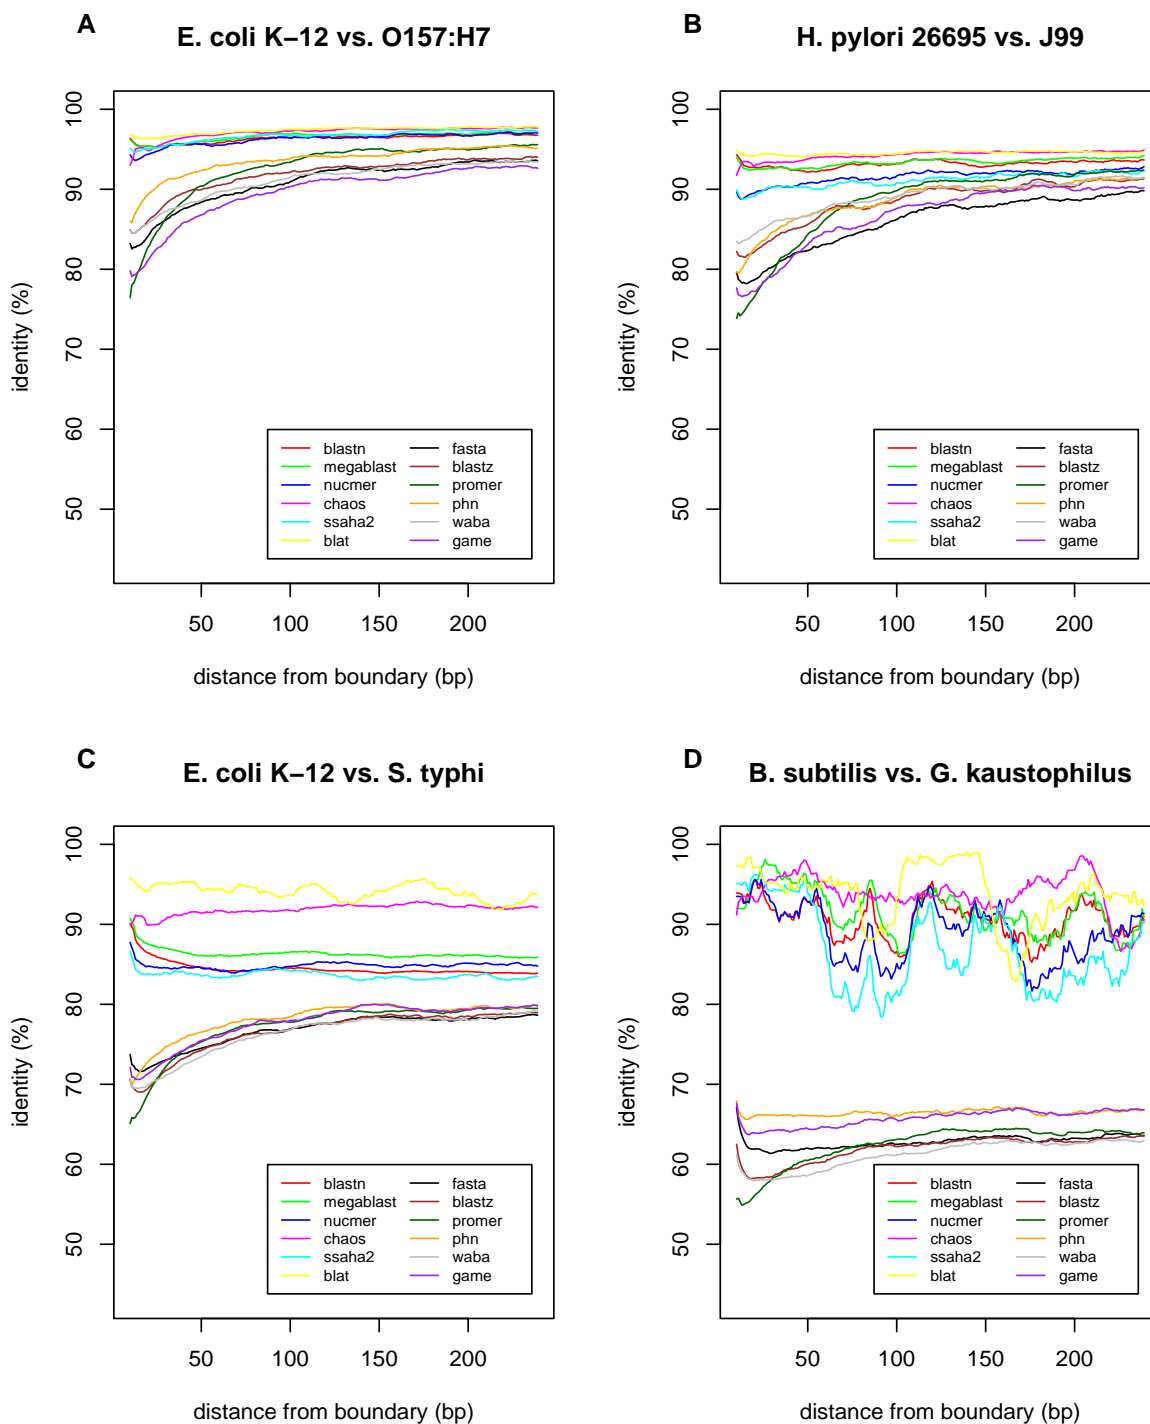 A
E. coli K−12 vs. O157:H7
100
90
80
70
60
50
identity (%)
blastn fasta
megablast blastz
nucmer promer
chaos phn
ssaha2 waba
blat game
50 100 150 200
distance from boundary (bp)
B
H. pylori 26695 vs. J99
100
90
80
70
60
50
identity (%)
blastn fasta
megablast blastz
nucmer promer
chaos phn
ssaha2 waba
blat game
50 100 150 200
distance from boundary (bp)
C
E. coli K−12 vs. S. typhi
100
90
80
70
60
50
identity (%)
blastn fasta
megablast blastz
nucmer promer
chaos phn
ssaha2 waba
blat game
50 100 150 200
distance from boundary (bp)
D
B. subtilis vs. G. kaustophilus
100
90
80
70
60
50
identity (%)
blastn fasta
megablast blastz
nucmer promer
chaos phn
ssaha2 waba
blat game
50 100 150 200
distance from boundary (bp)